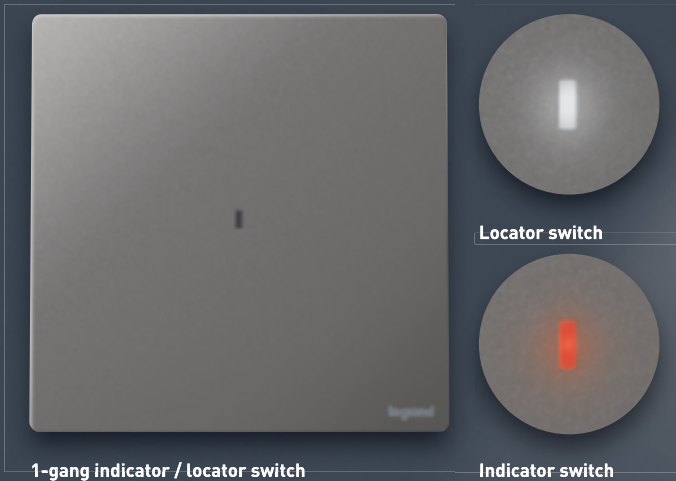 Locator switch
legrand
1-gang indicator / locator switch
Indicator switch